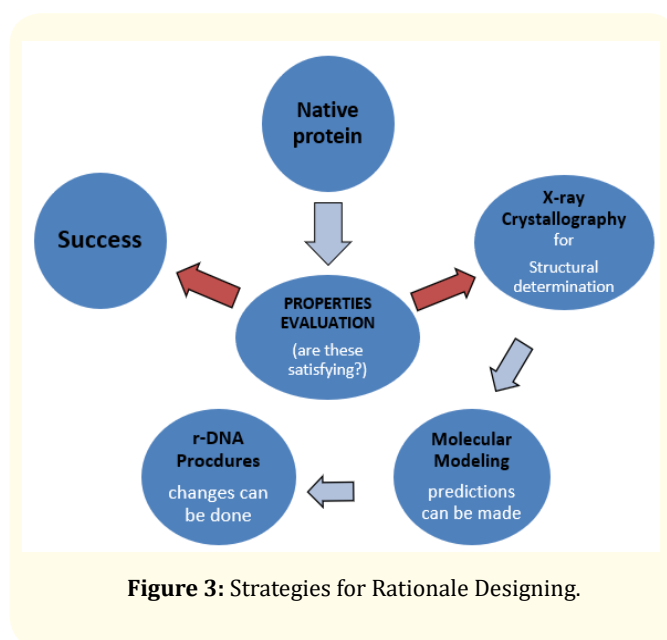 Native
protein
Success
X-ray
Crystallography
for
Structural
determination
PROPERTIES
EVALUATION
(are these
satisfying?)
r-DNA
Procdures
changes can
be done
Molecular
Modeling
predictions
can be made
Figure 3: Strategies for Rationale Designing.